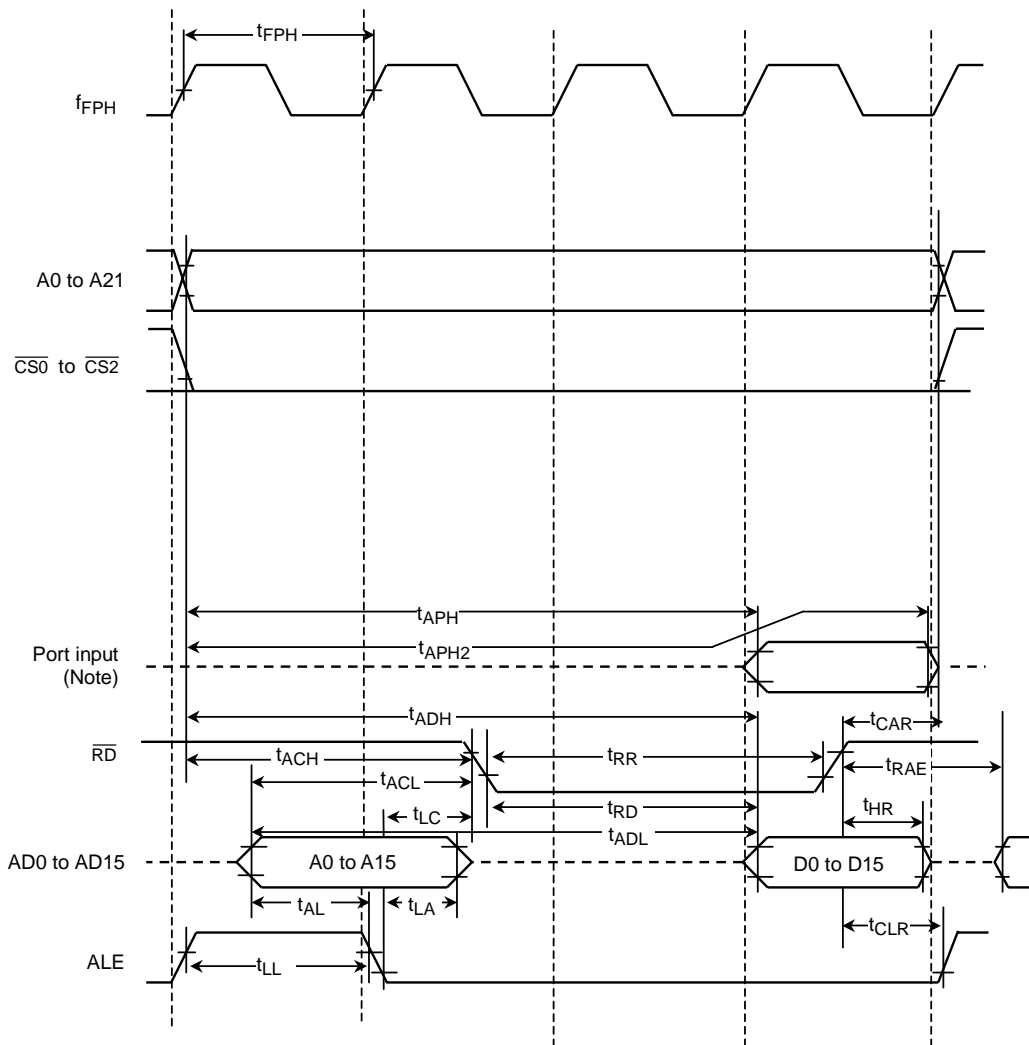 tFPH
fFPH
A0 to A21
CS0 to CS2
tAPH
tAPH2
Port input
(Note)
tADH
tCAR
RD
tACH
tRR
tRAE
tACL
tRD
tLC
tHR
tADL
AD0 to AD15
A0 to A15
D0 to D15
tAL
tLA
tCLR
ALE
tLL